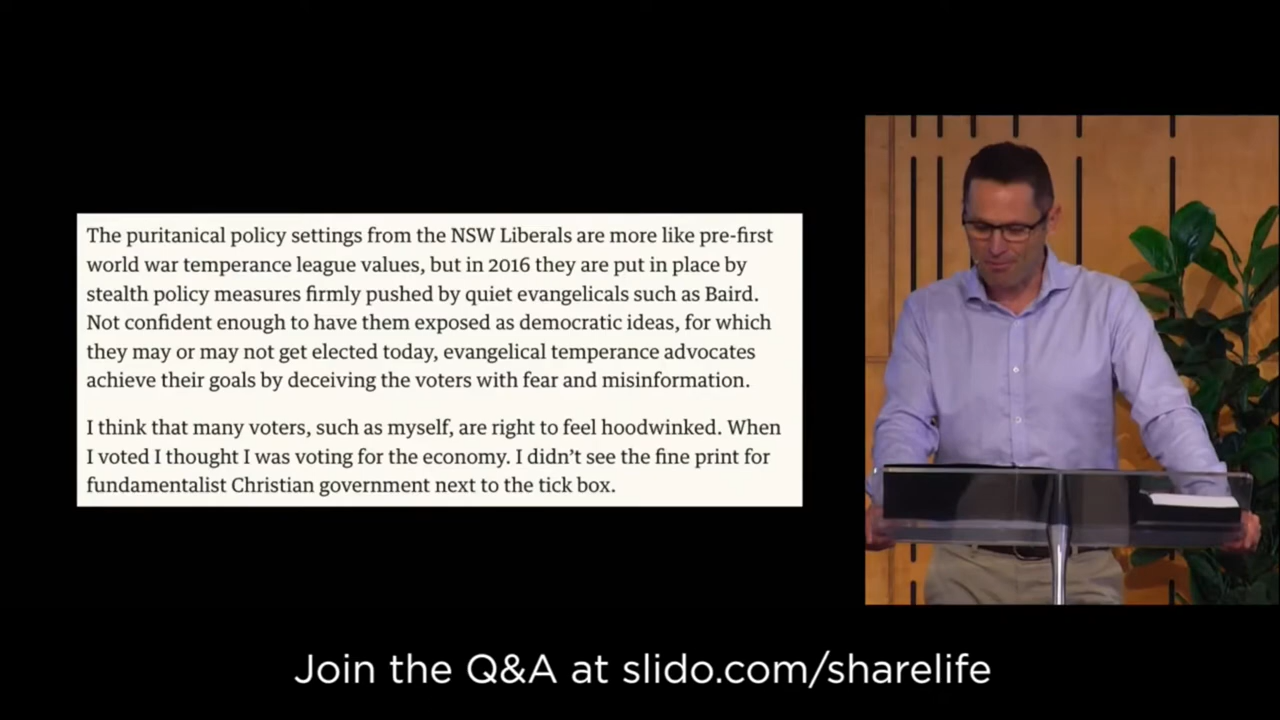 The puritanical policy settings from the NSW Liberals are more like pre-first
world war temperance league values, but in 2016 they are put in place by
stealth policy measures firmly pushed by quiet evangelicals such as Baird.
Not confident enough to have them exposed as democratic ideas, for which
they may or may not get elected today, evangelical temperance advocates
achieve their goals by deceiving the voters with fear and misinformation.
I think that many voters, such as myself, are right to feel hoodwinked. When
I voted I thought I was voting for the economy. I didn’t see the fine print for
fundamentalist Christian government next to the tick box.
Join the Q&A at slido.com/sharelife